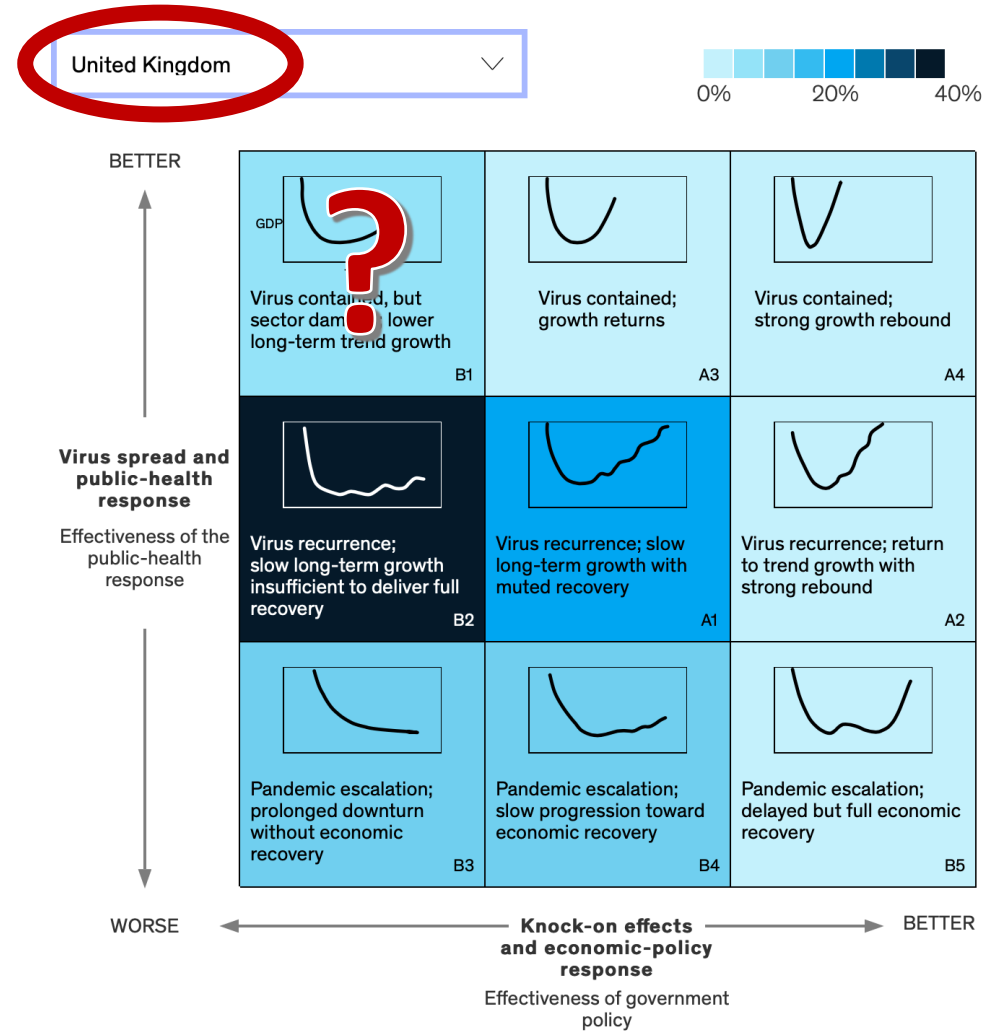 United Kingdom
0% 20% 40%
BETTER
GDP
?
Virus contained, but
sector dam ; lower
long-term trend growth
B1
Virus contained;
growth returns
A3
Virus contained;
strong growth rebound
A4
Virus spread and
public-health
response
Effectiveness of the
public-health
response
Virus recurrence;
slow long-term growth
insufficient to deliver full
recovery
B2
Virus recurrence; slow
long-term growth with
muted recovery
A1
Virus recurrence; return
to trend growth with
strong rebound
A2
Pandemic escalation;
prolonged downturn
without economic
recovery
B3
Pandemic escalation;
slow progression toward
economic recovery
B4
Pandemic escalation;
delayed but full economic
recovery
B5
WORSE
Knock-on effects
and economic-policy
response
Effectiveness of government
policy
BETTER